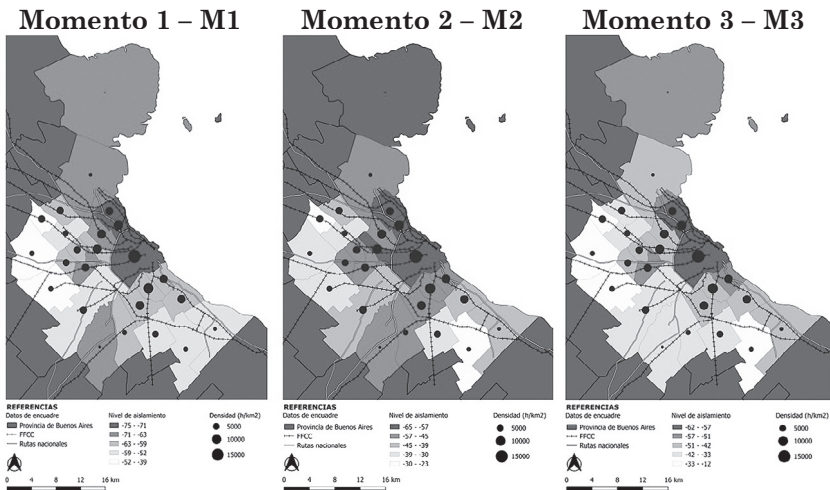 Momento 1 – M1
Momento 2 – M2
Momento 3 – M3
REFERENCIAS
Datos de encuadre
Provincia de Buenos Aires
FFCC
Rutas nacionales
Nivel de aislamiento
-75 - -71
-71 - -63
-63 - -59
-59 - -52
-52 - -39
Densidad (h/km2)
5000
10000
15000
0 4 8 12 16 km
REFERENCIAS
Datos de encuadre
Provincia de Buenos Aires
FFCC
Rutas nacionales
Nivel de aislamiento
-65 - -57
-57 - -45
-45 - -39
-39 - -30
-30 - -23
Densidad (h/km2)
5000
10000
15000
0 4 8 12 16 km
REFERENCIAS
Datos de encuadre
Provincia de Buenos Aires
FFCC
Rutas nacionales
Nivel de aislamiento
-62 - -57
-57 - -51
-51 - -42
-42 - -33
-33 - -12
Densidad (h/km2)
5000
10000
15000
0 4 8 12 16 km